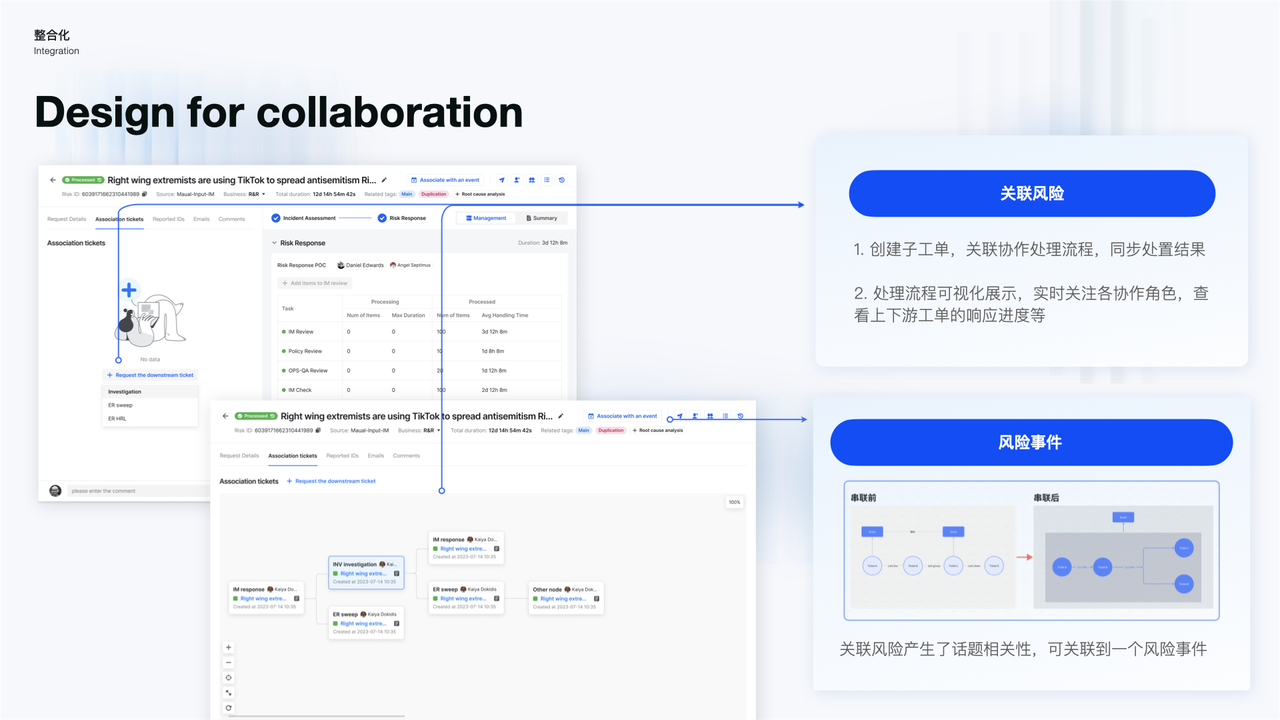 整合化
Integration
Design for collaboration
Processed
Right wing extremists are using TikTok to spread antisemitism Ri...
Associate with an event
Risk ID: 6039171662310441989
Source: Maual-Input-IM
Business: R&R
Total duration: 12d 14h 54m 42s
Related tags: Main Duplication
+ Root cause analysis
Request Details
Association tickets
Reported IDs
Emails
Comments
Association tickets
No data
+ Request the downstream ticket
Investigation
ER sweep
ER HRL
please enter the comment
Incident Assessment
Risk Response
Management
Summary
Risk Response
Duration: 3d 12h 8m
Risk Response POC
Daniel Edwards
Angel Septimus
+ Add items to IM review
Task
Processing
Processed
Num of Items
Max Duration
Num of Items
Avg Handling Time
IM Review 0 0 100 3d 12h 8m
Policy Review 0 0 10 1d 8h 8m
OPS-QA Review 0 0 20 1d 12h 8m
IM Check 0 0 100 2d 12h 8m
Processed
Right wing extremists are using TikTok to spread antisemitism Ri...
Associate with an event
Risk ID: 6039171662310441989
Source: Maual-Input-IM
Business: R&R
Total duration: 12d 14h 54m 42s
Related tags: Main Duplication
+ Root cause analysis
Request Details
Association tickets
Reported IDs
Emails
Comments
Association tickets
+ Request the downstream ticket
100%
IM response Kaiya Do...
Right wing extre...
Created at 2023-07-14 10:35
INV investigation Kai...
Right wing extre...
Created at 2023-07-14 10:35
ER sweep Kaiya Dokidis
Right wing extre...
Created at 2023-07-14 10:35
IM response Kaiya Do...
Right wing extre...
Created at 2023-07-14 10:35
ER sweep Kaiya Dokidis
Right wing extre...
Created at 2023-07-14 10:35
Other node Kaiya Dok...
Right wing extre...
Created at 2023-07-14 10:35
关联风险
1. 创建子工单，关联协作处理流程，同步处置结果
2. 处理流程可视化展示，实时关注各协作角色，查
看上下游工单的响应进度等
风险事件
串联前
串联后
关联风险产生了话题相关性，可关联到一个风险事件